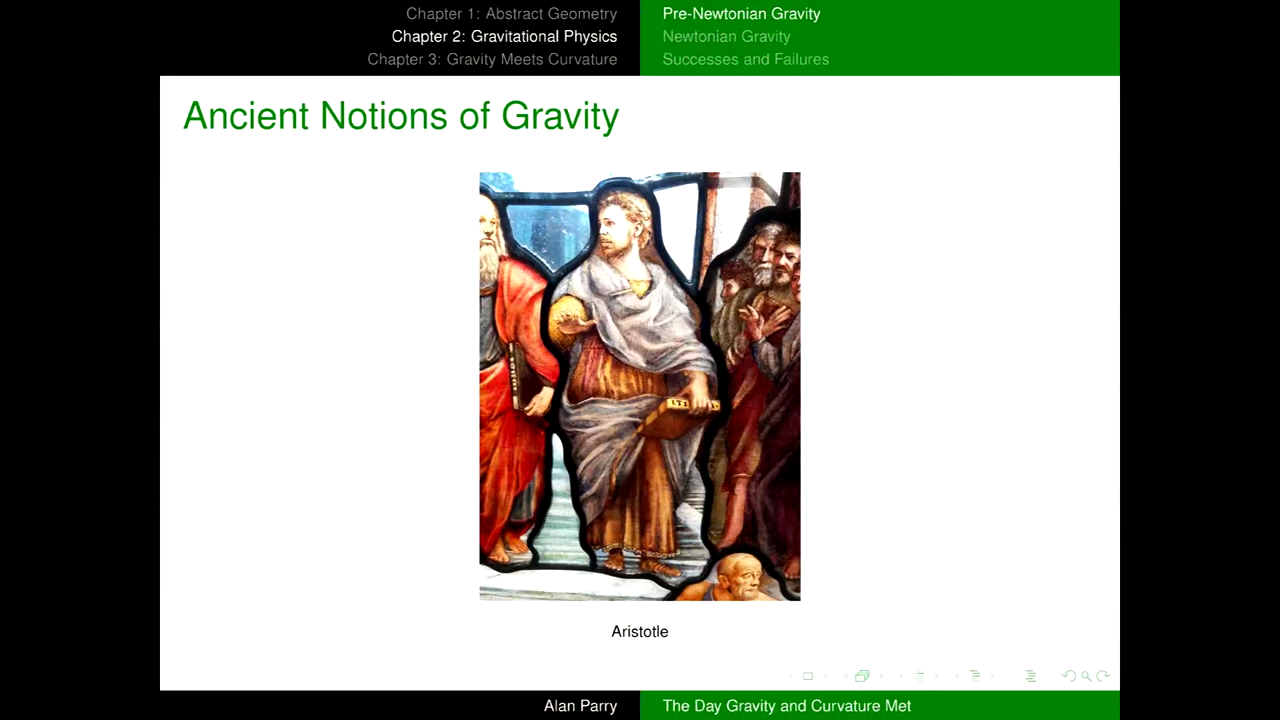 Chapter 1: Abstract Geometry
Chapter 2: Gravitational Physics
Chapter 3: Gravity Meets Curvature
Pre-Newtonian Gravity
Newtonian Gravity
Successes and Failures
Ancient Notions of Gravity
Aristotle
Alan Parry
The Day Gravity and Curvature Met